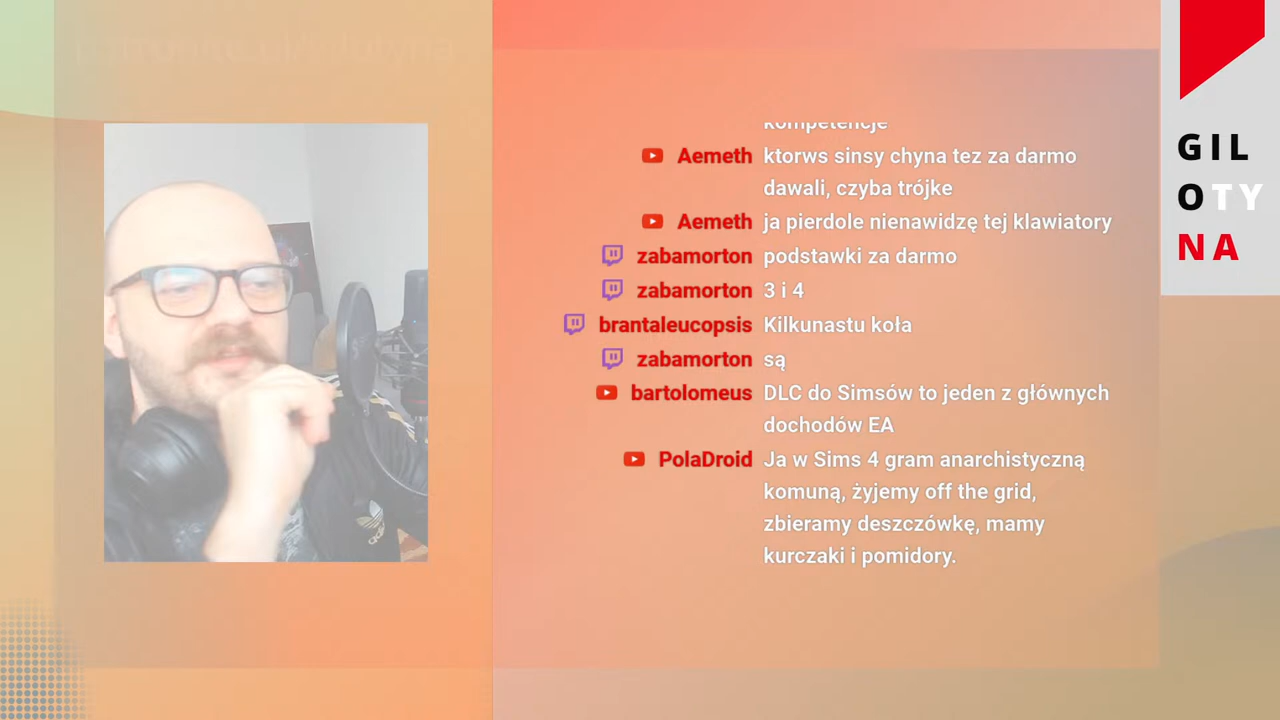 kompetencje
Aemeth ktorws sinsy chyna tez za darmo
dawali, czyba trójke
Aemeth ja pierdole nienawidzę tej klawiatory
zabamorton podstawki za darmo
zabamorton 3 i 4
brantaleucopsis Kilkunastu koła
zabamorton są
bartolomeus DLC do Simsów to jeden z głównych
dochodów EA
PolaDroid Ja w Sims 4 gram anarchistyczną
komuną, żyjemy off the grid,
zbieramy deszczówkę, mamy
kurczaki i pomidory.
GIL
OTY
NA